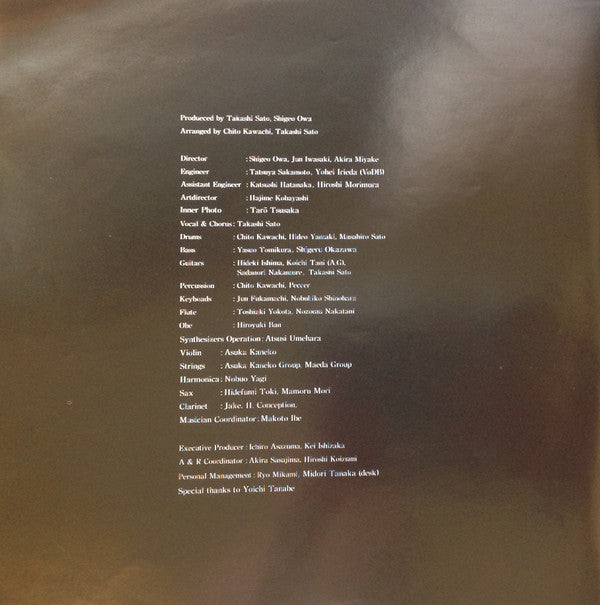 Produeced by Takashi Sato, Shigeo Owa
Arranged by Chito Kawachi, Takashi Sato
Director : Shigeo Owa, Jun Iwasaki, Akira Miyake
Engineer : Tatsuya Sakamoto, Yohei Irieda (VoDB)
Assistant Engineer : Katsushi Hatanaka, Hiroshi Morimura
Artdirector : Hajime Kobayashi
Inner Photo : Tarō Tsusaka
Vocal & Chorus : Takashi Sato
Drums : Chito Kawachi, Hideo Yamaki, Masahiro Sato
Bass : Yasuo Tomikura, Shigeru Okazawa
Guitars : Hideki Ishima, Koichi Tani (A.G),
Sadanori Nakamure, Takashi Sato
Percussion : Chito Kawachi, Peccer
Keyboads : Jun Fukamachi, Nobuhiko Shinohara
Flute : Toshiaki Yokota, Nozomu Nakatani
Obe : Hiroyuki Ban
Synthesizers Operation : Atsusi Umehara
Violin : Asuka Kaneko
Strings : Asuka Kaneko Group, Maeda Group
Harmonica : Nobuo Yagi
Sax : Hidefumi Toki, Mamoru Mori
Clarinet : Jake. H. Conception,
Musician Coordinator : Makoto Ibe
Executive Producer : Ichiro Asazuma, Kei Ishizaka
A & R Coordinator : Akira Sasajima, Hiroshi Koizumi
Personal Management : Ryo Mikami, Midori Tanaka (desk)
Special thanks to Yoichi Tanabe